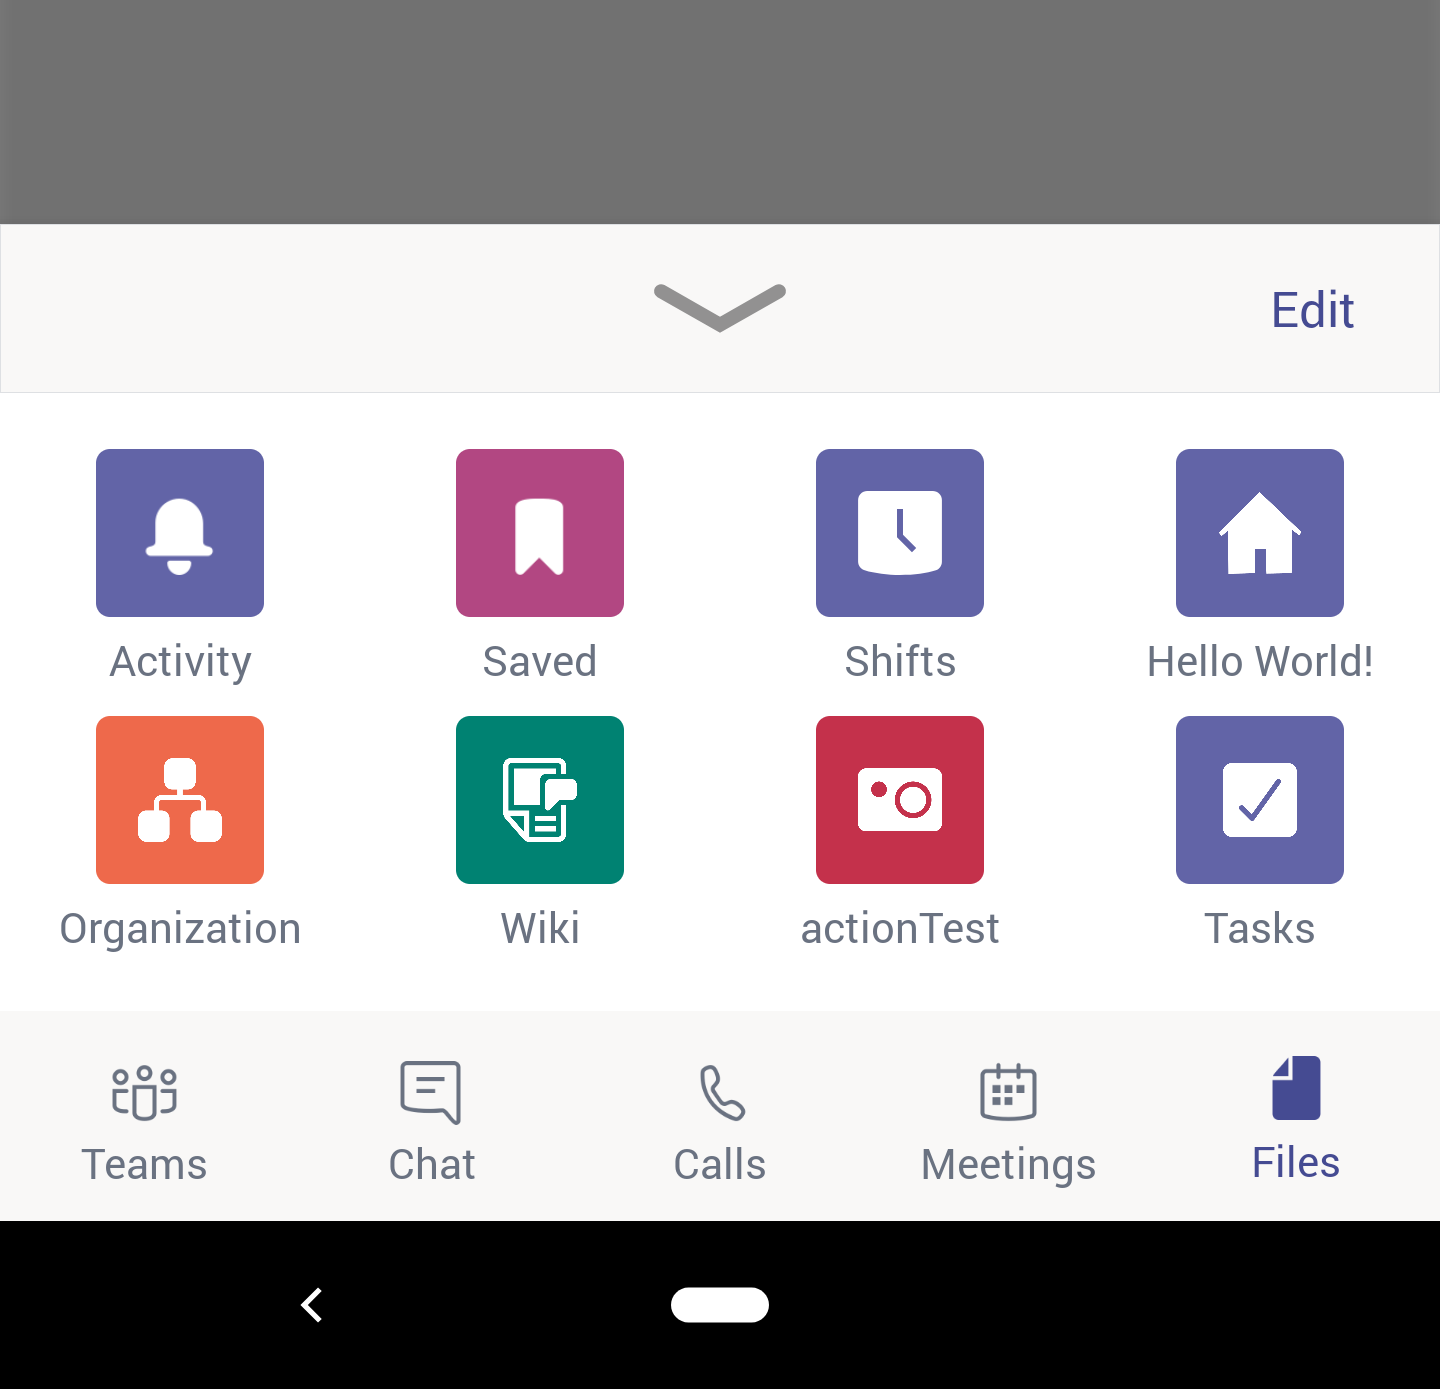 Edit
Activity
Saved
Shifts
Hello World!
Organization
Wiki
actionTest
Tasks
Teams
Chat
Calls
Meetings
Files